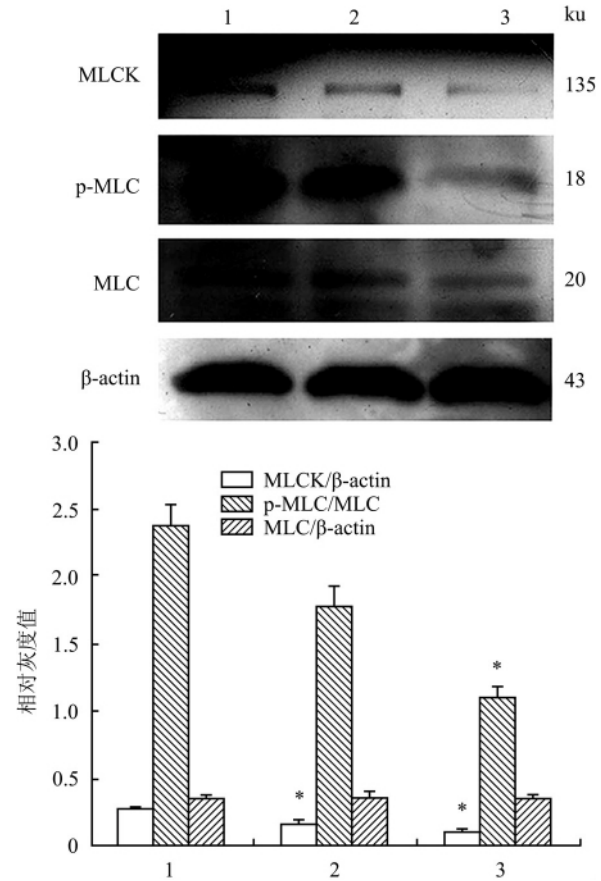 1 2 3 ku
MLCK 135
p-MLC 18
MLC 20
β-actin 43
3.0
MLCK/β-actin
p-MLC/MLC
2.5
MLC/β-actin
2.0
相对灰度值
1.5
*
1.0
0.5
* *
0
1 2 3